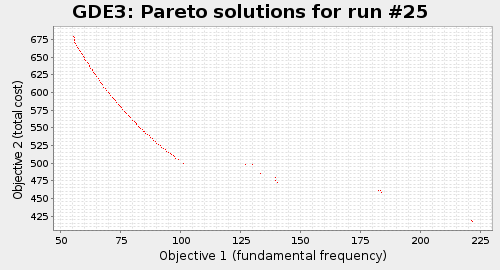 GDE3: Pareto solutions for run #25
Objective 2 (total cost)
675
650
625
600
575
550
525
500
475
450
425
50 75 100 125 150 175 200 225
Objective 1 (fundamental frequency)